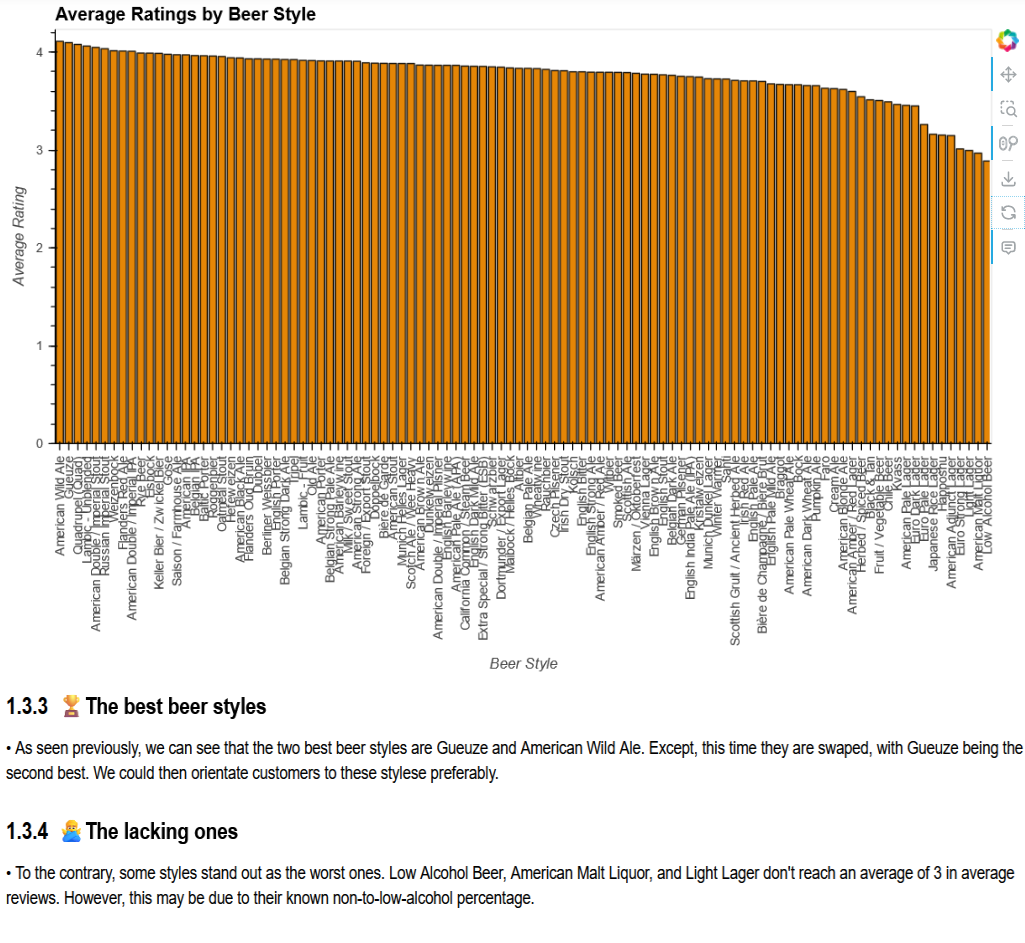 Average Ratings by Beer Style
4
3
2
1
0
Average Rating
American Wild Ale
Gueuze
Quadrupel (Quad)
Lambic - Unblended
American Double / Imperial Stout
Russian Imperial Stout
Weizenbock
Flanders Red Ale
American Double / Imperial IPA
Rye Beer
Eisbock
Keller Bier / Zwickel Bier
Gose
Saison / Farmhouse Ale
American IPA
Belgian IPA
Baltic Porter
Roggenbier
Oatmeal Stout
Hefeweizen
American Black Ale
Flanders Oud Bruin
Dubbel
Berliner Weissbier
English Porter
Belgian Strong Dark Ale
Tripel
Lambic - Fruit
Old Ale
American Porter
Belgian Strong Pale Ale
American Barleywine
Milk / Sweet Stout
American Strong Ale
Foreign / Export Stout
Doppelbock
Bière de Garde
American Stout
Munich Helles Lager
Scotch Ale / Wee Heavy
American Brown Ale
Dunkelweizen
American Double / Imperial Pilsner
English Barleywine
American Pale Ale (APA)
California Common / Steam Beer
English Dark Mild Ale
Extra Special / Strong Bitter (ESB)
Schwarzbier
Dortmunder / Export Lager
Maibock / Helles Bock
Altbier
Belgian Pale Ale
Wheatwine
Rauchbier
Czech Pilsener
Irish Dry Stout
Kölsch
English Bitter
English Strong Ale
American Amber / Red Ale
Witbier
Smoked Beer
Scottish Ale
Märzen / Oktoberfest
Vienna Lager
English Brown Ale
English Stout
Belgian Dark Ale
German Pilsener
English India Pale Ale (IPA)
Kristalweizen
Munich Dunkel Lager
Winter Warmer
Sahti
Scottish Gruit / Ancient Herbed Ale
Irish Red Ale
English Pale Ale
Bière de Champagne / Bière Brut
English Pale Mild Ale
Braggot
American Pale Wheat Ale
Bock
American Dark Wheat Ale
Pumpkin Ale
Cream Ale
American Blonde Ale
American Amber / Red Lager
Herbed / Spiced Beer
Black & Tan
Fruit / Vegetable Beer
Chile Beer
Kvass
American Pale Lager
Euro Dark Lager
Euro Pale Lager
Japanese Rice Lager
Happoshu
American Adjunct Lager
Euro Strong Lager
Light Lager
American Malt Liquor
Low Alcohol Beer
Beer Style
1.3.3 🏆 The best beer styles
• As seen previously, we can see that the two best beer styles are Gueuze and American Wild Ale. Except, this time they are swaped, with Gueuze being the
second best. We could then orientate customers to these stylese preferably.
1.3.4 🙅‍♂️ The lacking ones
• To the contrary, some styles stand out as the worst ones. Low Alcohol Beer, American Malt Liquor, and Light Lager don't reach an average of 3 in average
reviews. However, this may be due to their known non-to-low-alcohol percentage.